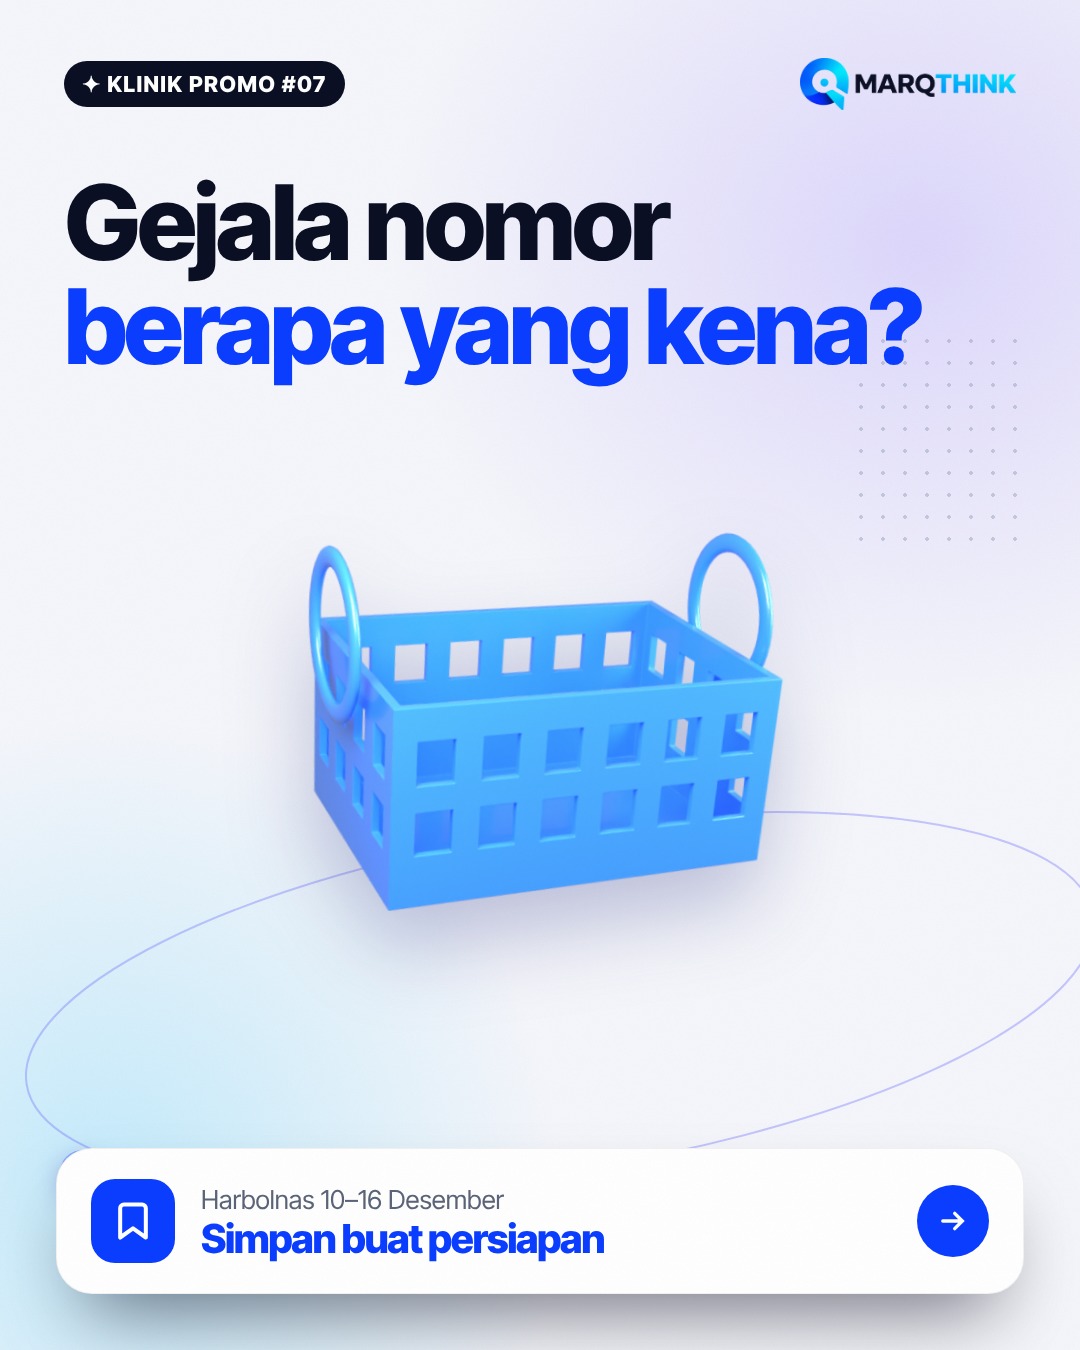 ✦ KLINIK PROMO #07
MARQTHINK
Gejala nomor
berapa yang kena?
Harbolnas 10–16 Desember
Simpan buat persiapan